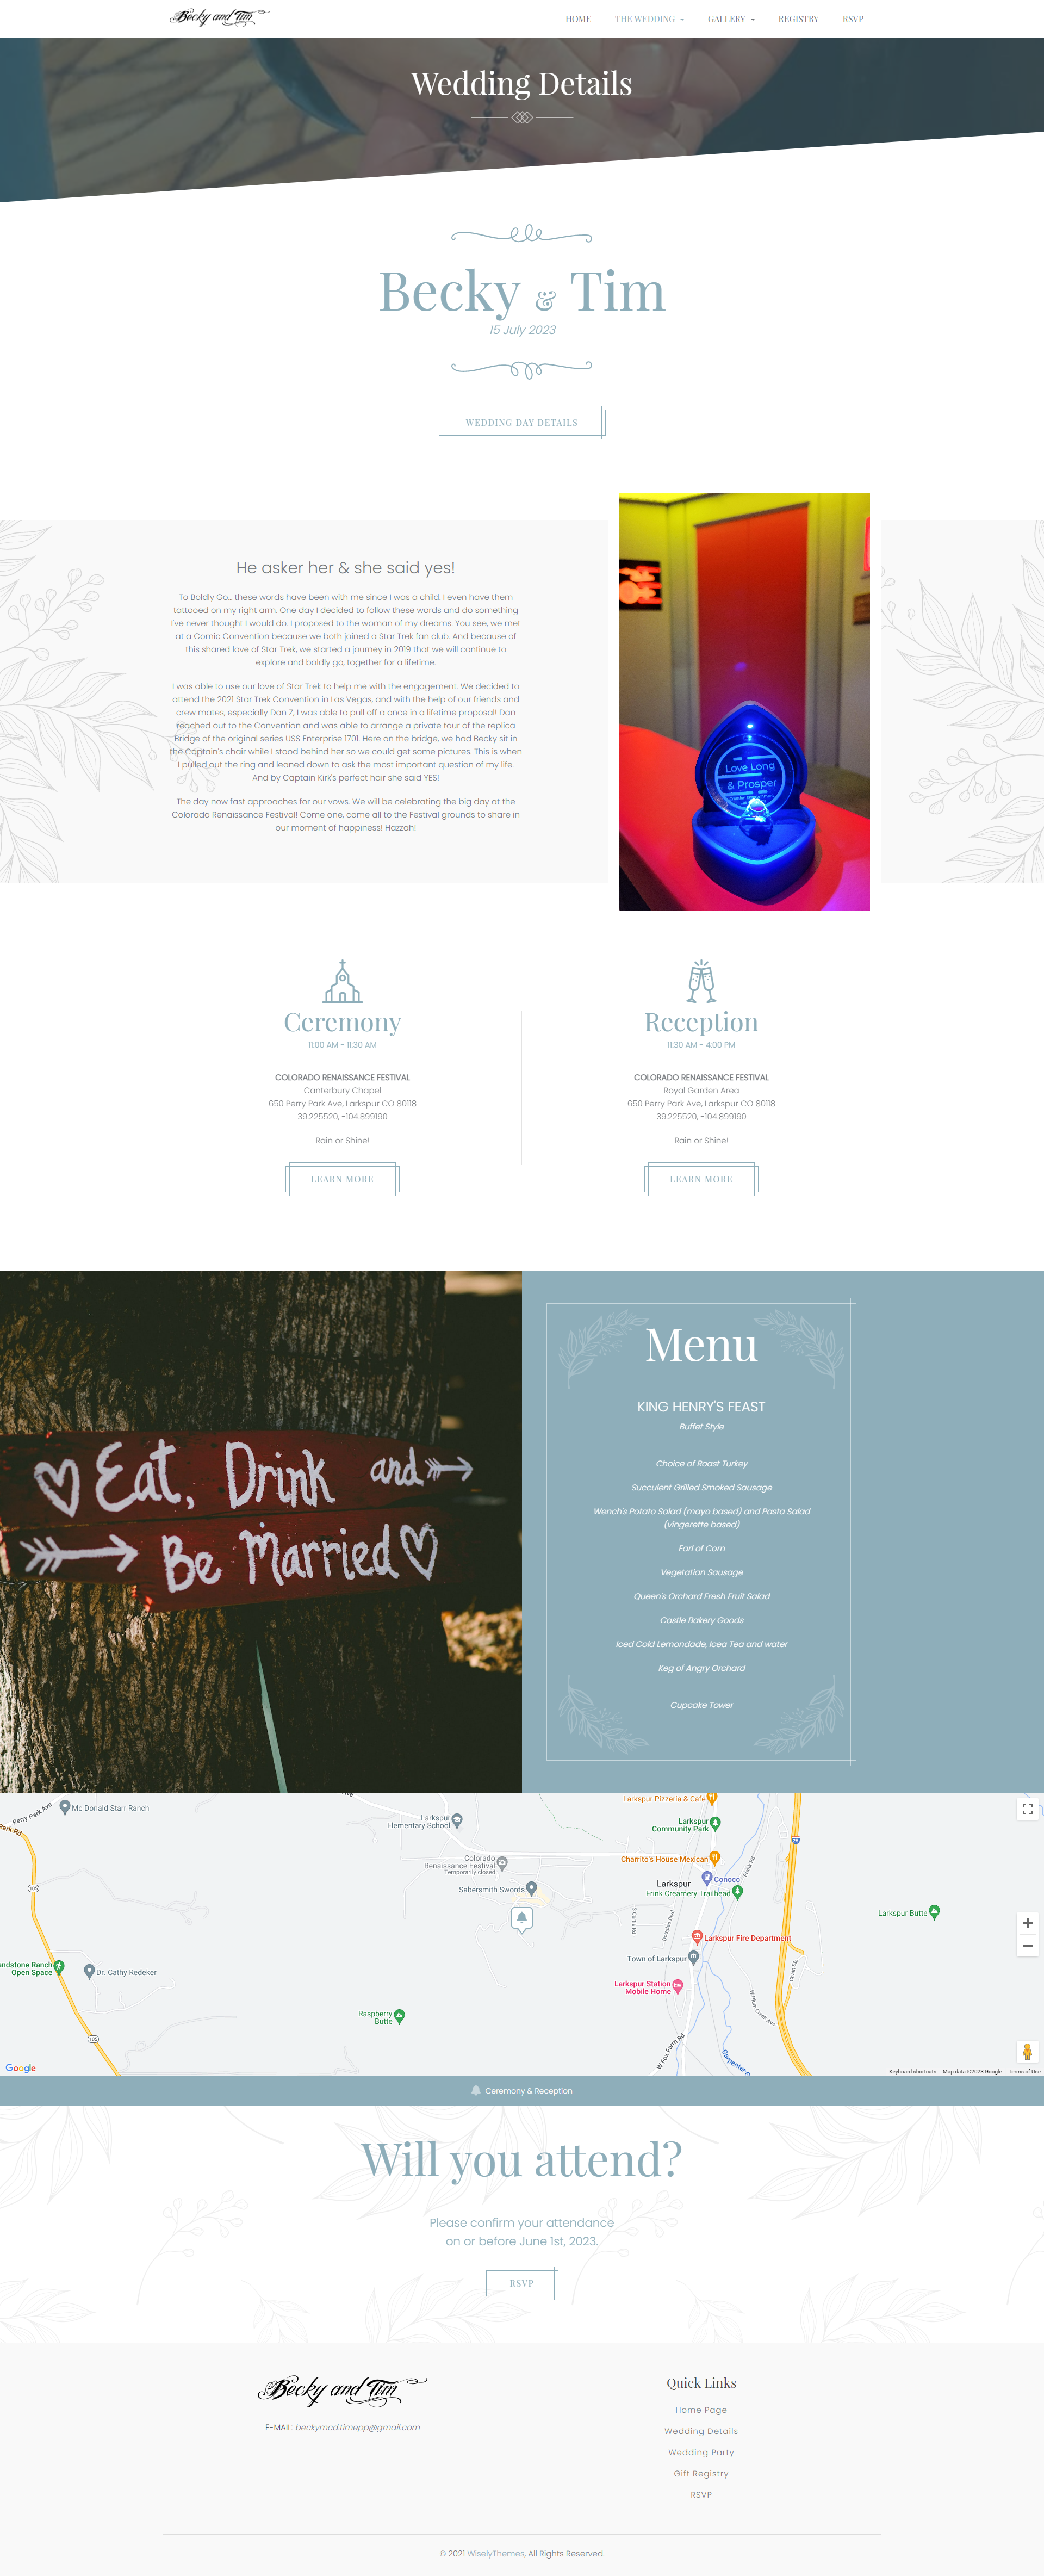 Becky and Tim
HOME
THE WEDDING
GALLERY
REGISTRY
RSVP
Wedding Details
Becky & Tim
15 July 2023
WEDDING DAY DETAILS
He asker her & she said yes!
To Boldly Go... these words have been with me since I was a child. I even have them
tattooed on my right arm. One day I decided to follow these words and do something
I've never thought I would do. I proposed to the woman of my dreams. You see, we met
at a Comic Convention because we both joined a Star Trek fan club. And because of
this shared love of Star Trek, we started a journey in 2019 that we will continue to
explore and boldly go, together for a lifetime.
I was able to use our love of Star Trek to help me with the engagement. We decided to
attend the 2021 Star Trek Convention in Las Vegas, and with the help of our friends and
crew mates, especially Dan Z, I was able to pull off a once in a lifetime proposal! Dan
reached out to the Convention and was able to arrange a private tour of the replica
Bridge of the original series USS Enterprise 1701. Here on the bridge, we had Becky sit in
the Captain's chair while I stood behind her so we could get some pictures. This is when
I pulled out the ring and leaned down to ask the most important question of my life.
And by Captain Kirk's perfect hair she said YES!
The day now fast approaches for our vows. We will be celebrating the big day at the
Colorado Renaissance Festival! Come one, come all to the Festival grounds to share in
our moment of happiness! Hazzah!
Love Long
& Prosper
Ceremony
11:00 AM - 11:30 AM
COLORADO RENAISSANCE FESTIVAL
Canterbury Chapel
650 Perry Park Ave, Larkspur CO 80118
39.225520, -104.899190
Rain or Shine!
LEARN MORE
Reception
11:30 AM - 4:00 PM
COLORADO RENAISSANCE FESTIVAL
Royal Garden Area
650 Perry Park Ave, Larkspur CO 80118
39.225520, -104.899190
Rain or Shine!
LEARN MORE
Eat, Drink and
Be Married
Menu
KING HENRY'S FEAST
Buffet Style
Choice of Roast Turkey
Succulent Grilled Smoked Sausage
Wench's Potato Salad (mayo based) and Pasta Salad
(vingerette based)
Earl of Corn
Vegetatian Sausage
Queen's Orchard Fresh Fruit Salad
Castle Bakery Goods
Iced Cold Lemondade, Icea Tea and water
Keg of Angry Orchard
Cupcake Tower
Perry Park Ave
Mc Donald Starr Ranch
Park Rd
105
Larkspur
Elementary School
Colorado
Renaissance Festival
Temporarily closed
Sabersmith Swords
Larkspur Pizzeria & Cafe
Larkspur
Community Park
25
Charrito's House Mexican
Frank Rd
Conoco
Larkspur
Frink Creamery Trailhead
Larkspur Butte
S Curtis Rd
Douglas Blvd
Larkspur Fire Department
Town of Larkspur
Larkspur Station
Mobile Home
W Plum Creek Ave
andstone Ranch
Open Space
Dr. Cathy Redeker
Raspberry
Butte
105
W Fox Farm Rd
Carpenter C
Google
Keyboard shortcuts
Map data ©2023 Google
Terms of Use
Ceremony & Reception
Will you attend?
Please confirm your attendance
on or before June 1st, 2023.
RSVP
Becky and Tim
E-MAIL: beckymcd.timepp@gmail.com
Quick Links
Home Page
Wedding Details
Wedding Party
Gift Registry
RSVP
© 2021 WiselyThemes, All Rights Reserved.